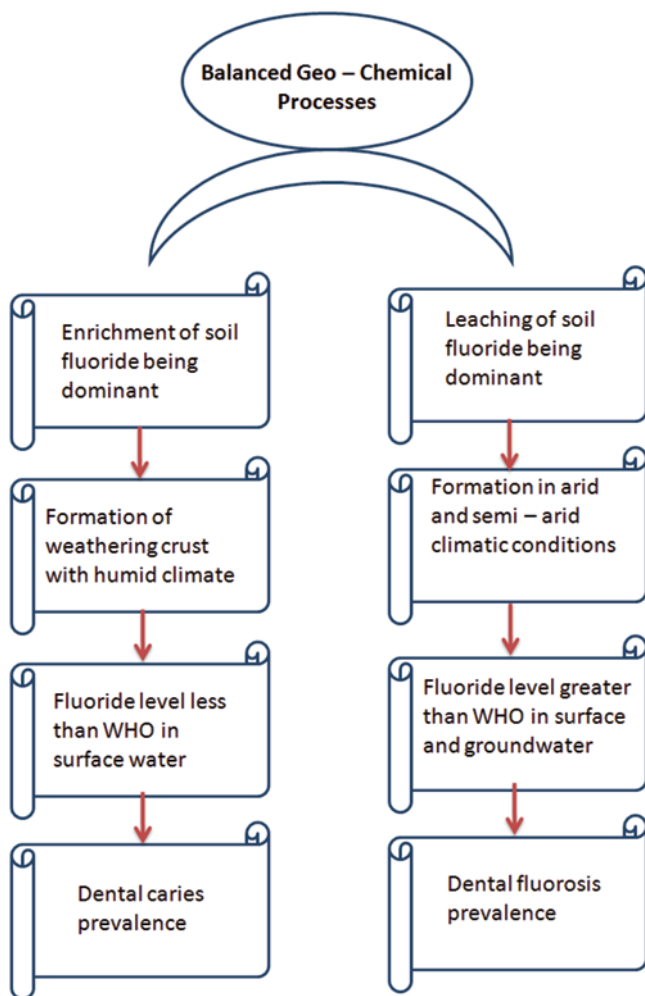 Balanced Geo – Chemical
Processes
Enrichment of soil
fluoride being
dominant
Formation of
weathering crust
with humid climate
Fluoride level less
than WHO in
surface water
Dental caries
prevalence
Leaching of soil
fluoride being
dominant
Formation in arid
and semi – arid
climatic conditions
Fluoride level greater
than WHO in surface
and groundwater
Dental fluorosis
prevalence